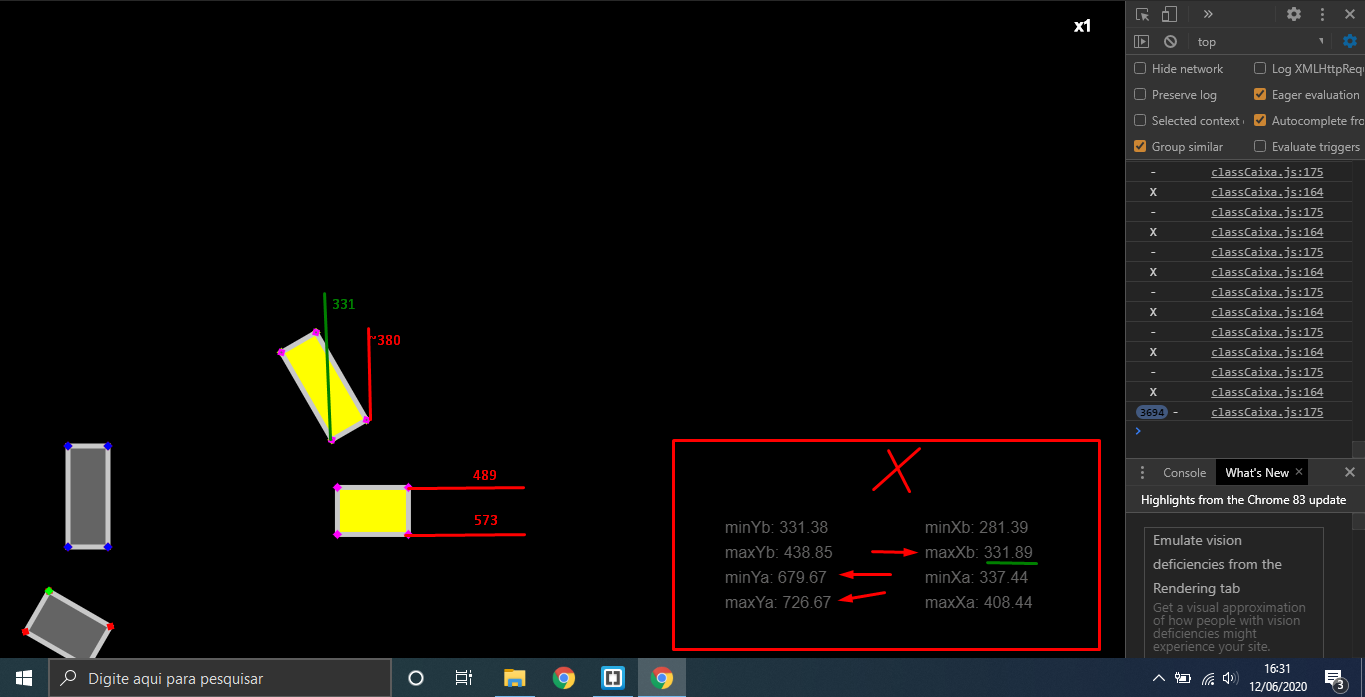 x1
331
~380
489
573
minYb: 331.38
maxYb: 438.85
minYa: 679.67
maxYa: 726.67
minXb: 281.39
maxXb: 331.89
minXa: 337.44
maxXa: 408.44
top
Hide network
Log XMLHttpReq
Preserve log
Eager evaluation
Selected context
Autocomplete fro
Group similar
Evaluate triggers
- classCaixa.js:175
X classCaixa.js:164
- classCaixa.js:175
X classCaixa.js:164
- classCaixa.js:175
X classCaixa.js:164
- classCaixa.js:175
X classCaixa.js:164
- classCaixa.js:175
X classCaixa.js:164
- classCaixa.js:175
X classCaixa.js:164
3694 - classCaixa.js:175
Console
What's New
Highlights from the Chrome 83 update
Emulate vision
deficiencies from the
Rendering tab
Get a visual approximation
of how people with vision
deficiencies might
experience your site.
Digite aqui para pesquisar
16:31
12/06/2020
3